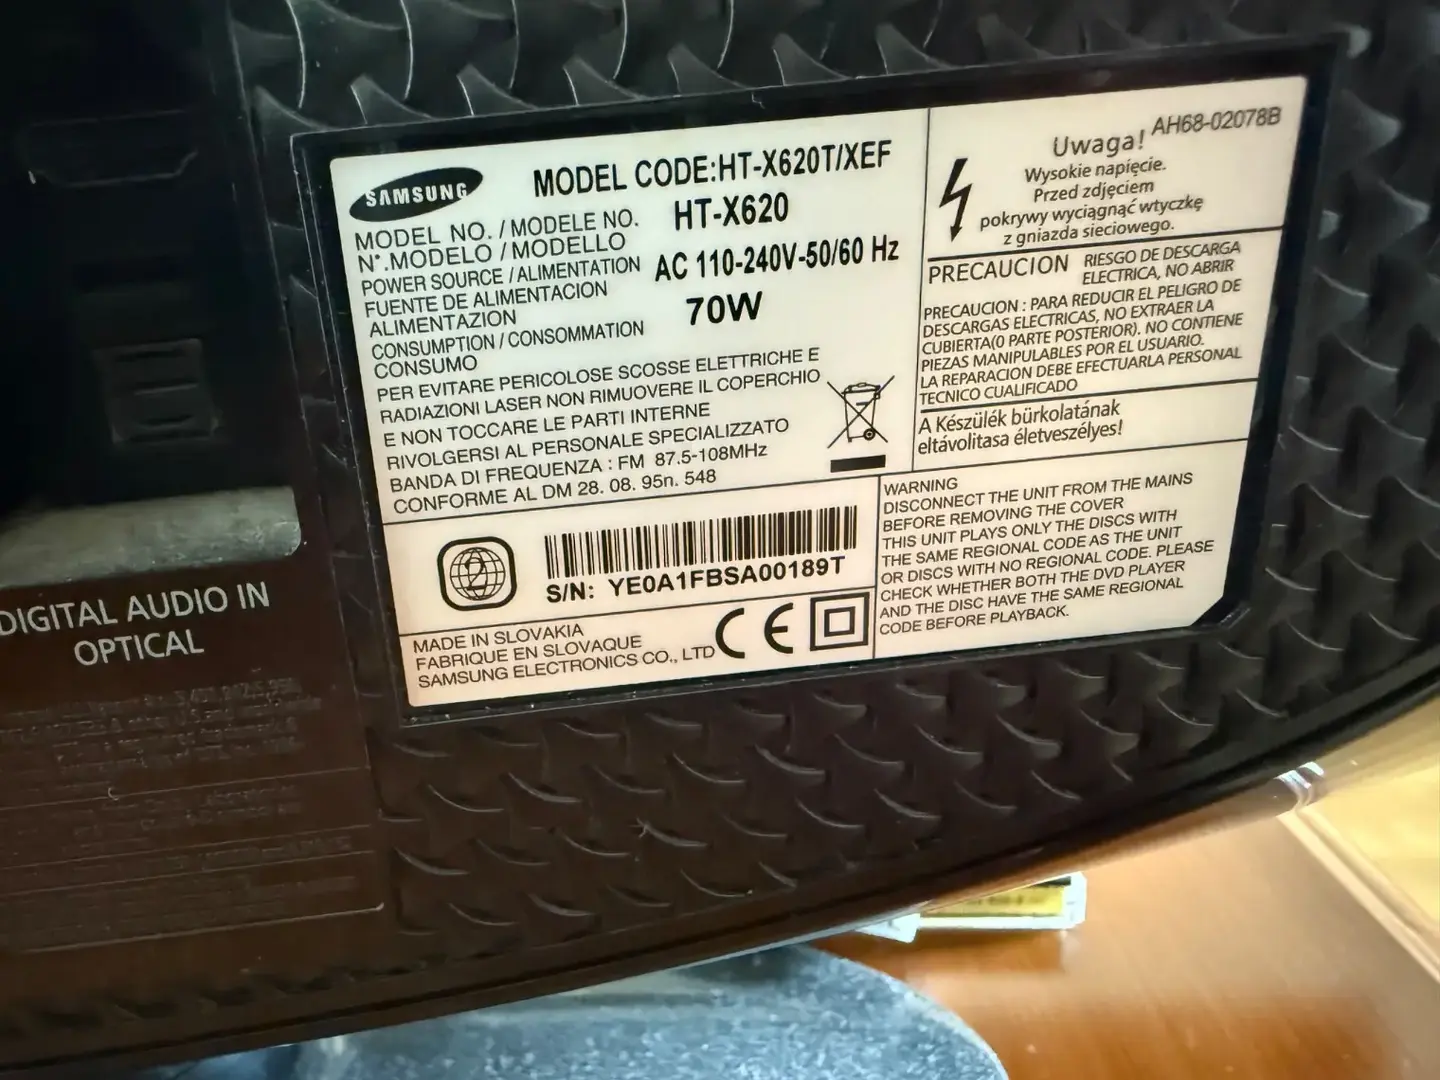 SAMSUNG
MODEL CODE:HT-X620T/XEF
MODEL NO. / MODELE NO.
N°.MODELO / MODELLO
HT-X620
POWER SOURCE / ALIMENTATION
FUENTE DE ALIMENTACION
ALIMENTAZION
AC 110-240V-50/60 Hz
CONSUMPTION / CONSOMMATION
CONSUMO
70W
PER EVITARE PERICOLOSE SCOSSE ELETTRICHE E
RADIAZIONI LASER NON RIMUOVERE IL COPERCHIO
E NON TOCCARE LE PARTI INTERNE
RIVOLGERSI AL PERSONALE SPECIALIZZATO
BANDA DI FREQUENZA : FM 87.5-108MHz
CONFORME AL DM 28. 08. 95n. 548
2
S/N: YE0A1FBSA00189T
MADE IN SLOVAKIA
FABRIQUE EN SLOVAQUE
SAMSUNG ELECTRONICS CO., LTD
CE
AH68-02078B
Uwaga!
Wysokie napięcie.
Przed zdjęciem
pokrywy wyciągnąć wtyczkę
z gniazda sieciowego.
PRECAUCION
RIESGO DE DESCARGA
ELECTRICA, NO ABRIR
PRECAUCION : PARA REDUCIR EL PELIGRO DE
DESCARGAS ELECTRICAS, NO EXTRAER LA
CUBIERTA(0 PARTE POSTERIOR). NO CONTIENE
PIEZAS MANIPULABLES POR EL USUARIO.
LA REPARACION DEBE EFECTUARLA PERSONAL
TECNICO CUALIFICADO
A Készülék bürkolatának
eltávolitasa életveszélyes!
WARNING
DISCONNECT THE UNIT FROM THE MAINS
BEFORE REMOVING THE COVER
THIS UNIT PLAYS ONLY THE DISCS WITH
THE SAME REGIONAL CODE AS THE UNIT
OR DISCS WITH NO REGIONAL CODE. PLEASE
CHECK WHETHER BOTH THE DVD PLAYER
AND THE DISC HAVE THE SAME REGIONAL
CODE BEFORE PLAYBACK.
DIGITAL AUDIO IN
OPTICAL